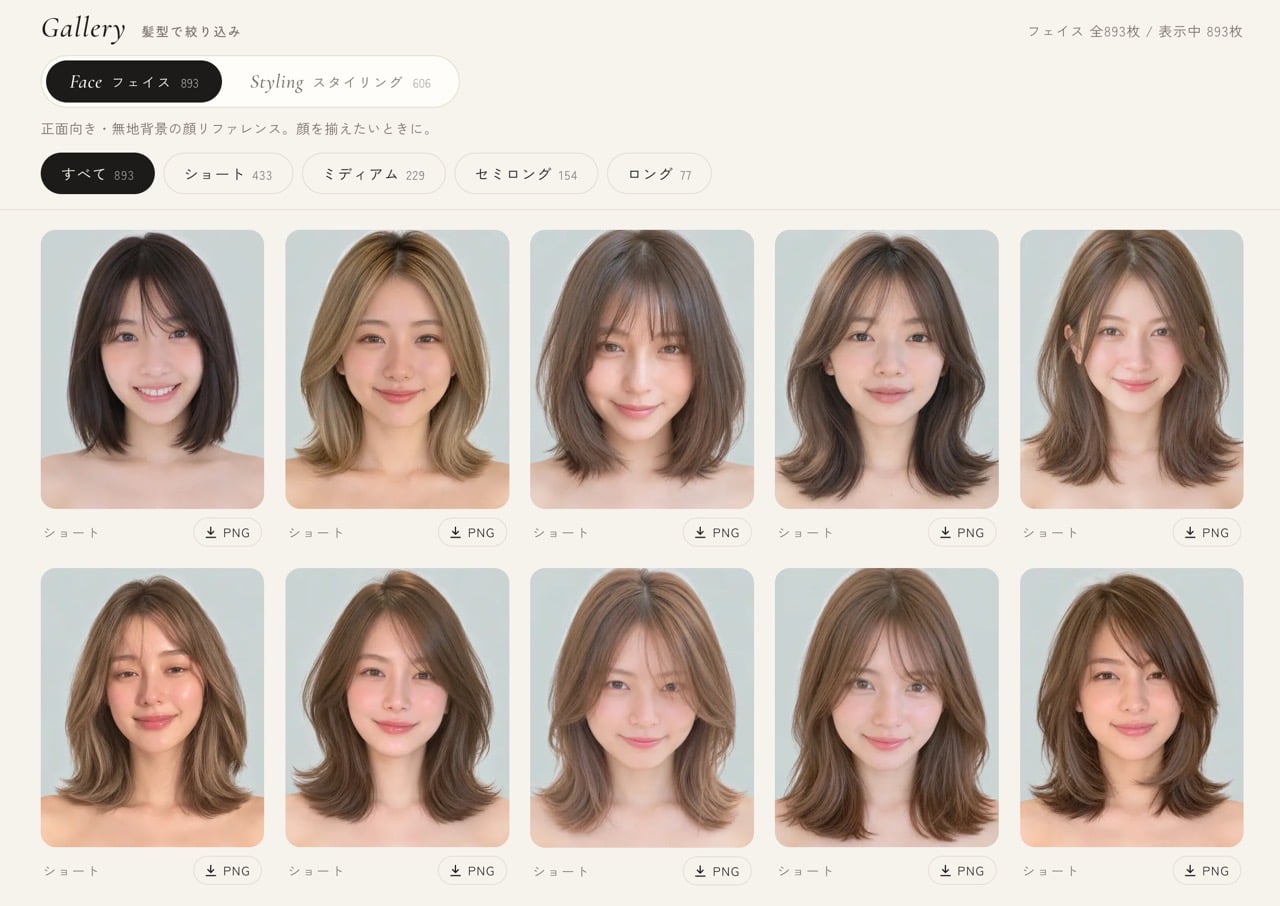 Gallery 髪型で絞り込み
フェイス 全893枚 / 表示中 893枚
Face フェイス 893 Styling スタイリング 606
正面向き・無地背景の顔リファレンス。顔を揃えたいときに。
すべて 893 ショート 433 ミディアム 229 セミロング 154 ロング 77
ショート PNG ショート PNG ショート PNG ショート PNG ショート PNG
ショート PNG ショート PNG ショート PNG ショート PNG ショート PNG